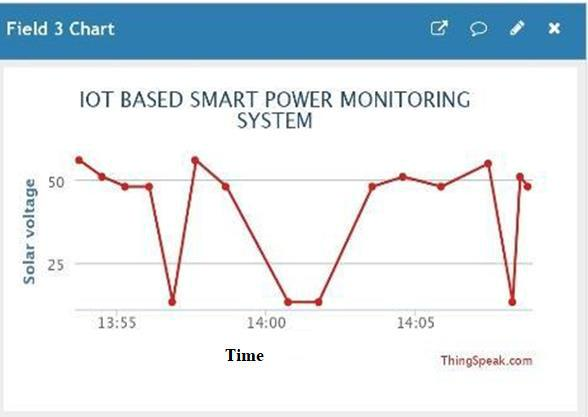 Field 3 Chart
IOT BASED SMART POWER MONITORING
SYSTEM
Solar voltage
50
25
13:55
14:00
14:05
Time
ThingSpeak.com